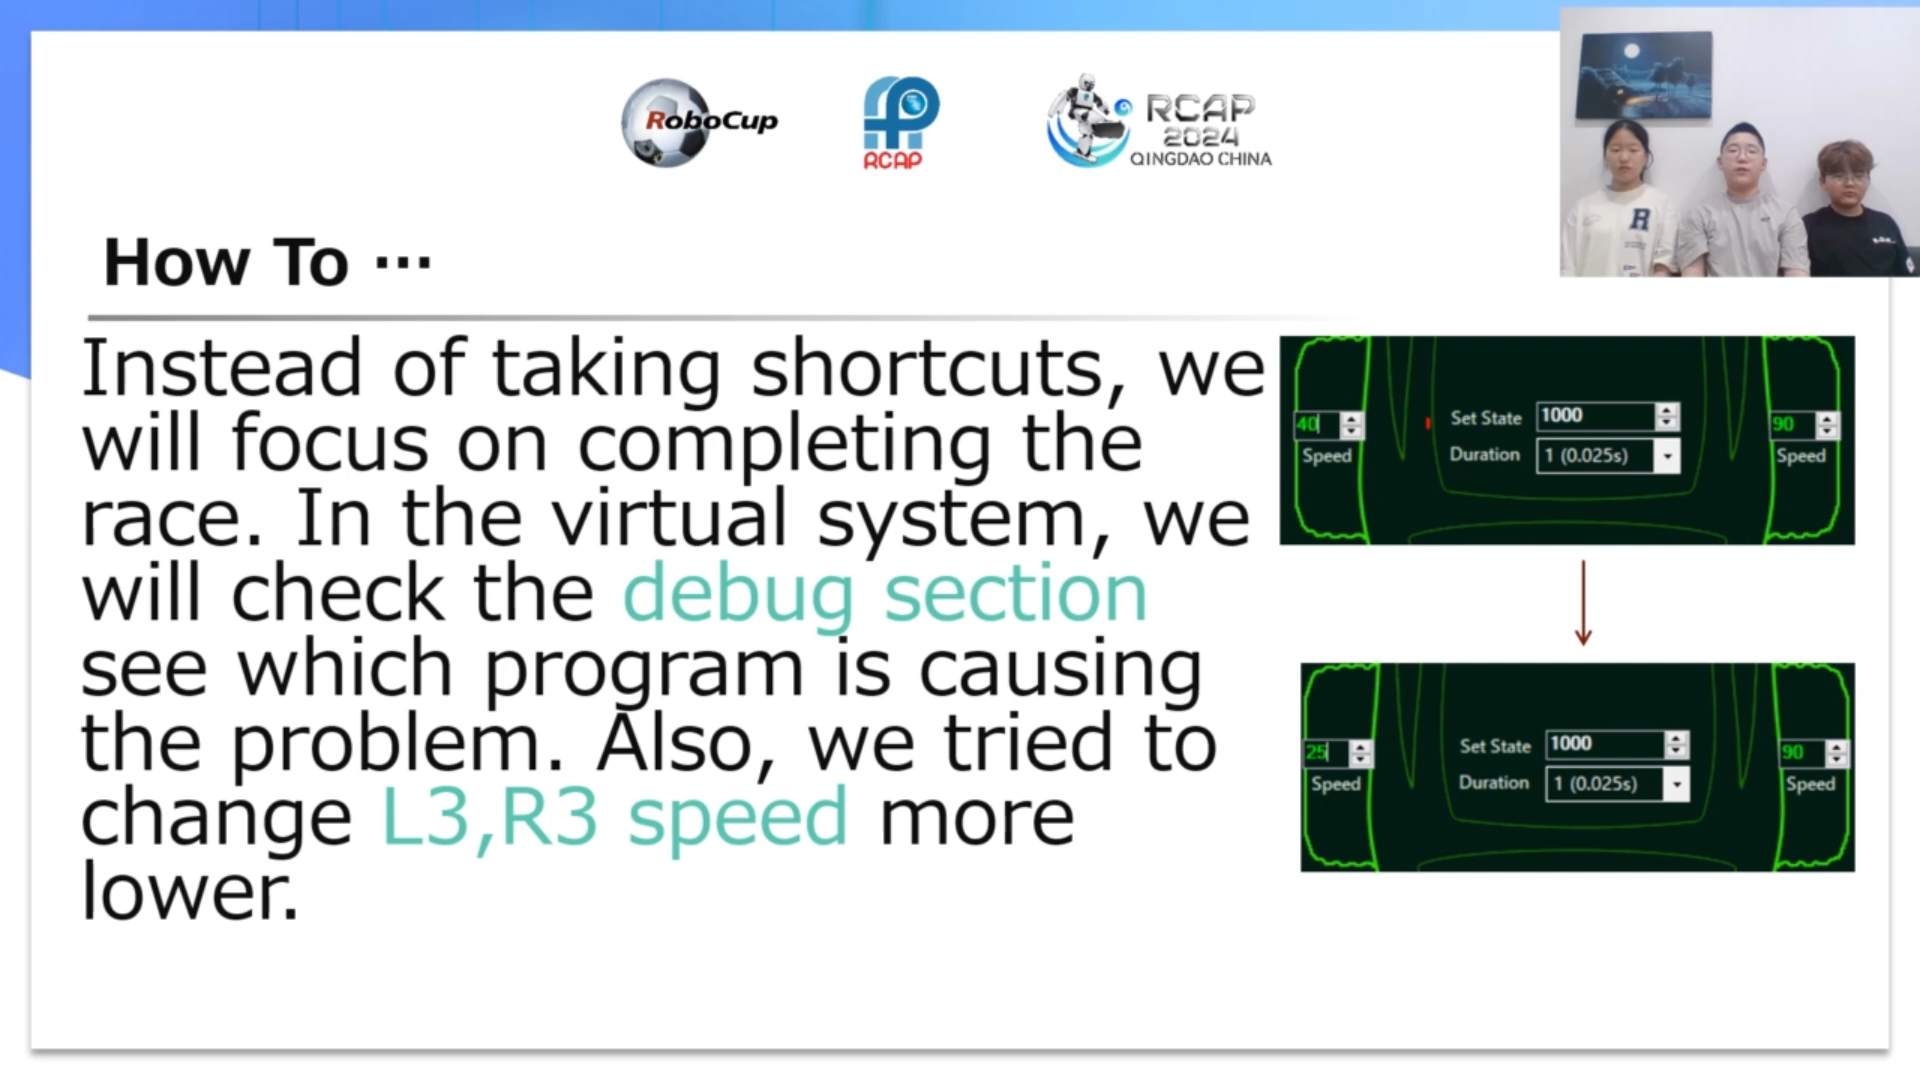 RoboCup
RCAP
RCAP
2024
QINGDAO CHINA
How To ···
Instead of taking shortcuts, we
will focus on completing the
race. In the virtual system, we
will check the debug section
see which program is causing
the problem. Also, we tried to
change L3,R3 speed more
lower.
40
Speed
Set State 1000
Duration 1 (0.025s)
90
Speed
25
Speed
Set State 1000
Duration 1 (0.025s)
90
Speed